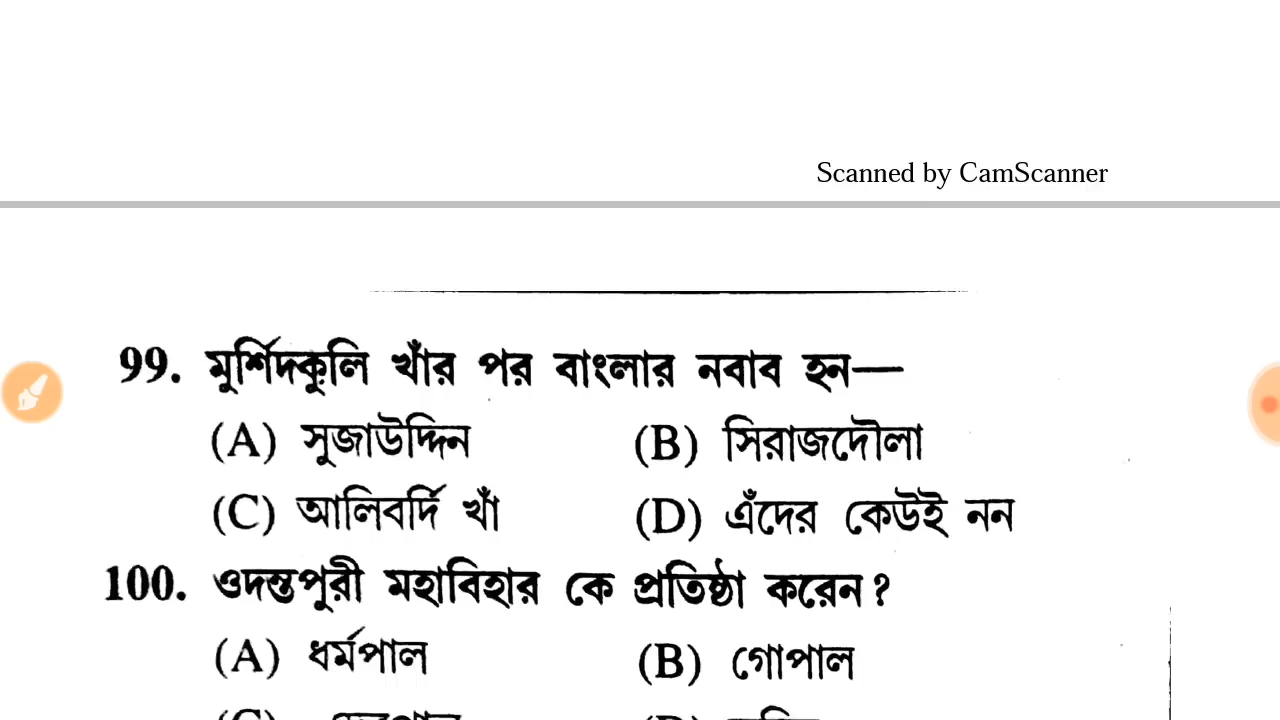 Scanned by CamScanner
99. মুর্শিদকুলি খাঁর পর বাংলার নবাব হন—
(A) সুজাউদ্দিন (B) সিরাজদৌলা
(C) আলিবর্দি খাঁ (D) এঁদের কেউই নন
100. ওদন্তপুরী মহাবিহার কে প্রতিষ্ঠা করেন?
(A) ধর্মপাল (B) গোপাল